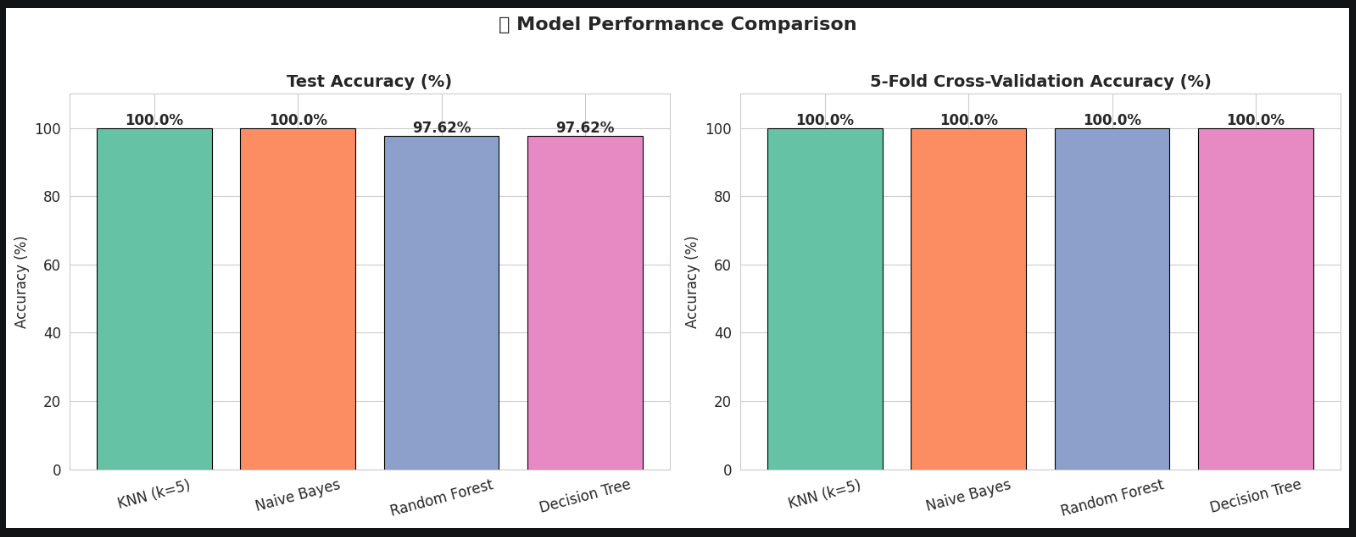 ▯ Model Performance Comparison
Test Accuracy (%)
100.0% 100.0% 97.62% 97.62%
100
80
60
40
20
0
Accuracy (%)
KNN (k=5) Naive Bayes Random Forest Decision Tree
5-Fold Cross-Validation Accuracy (%)
100.0% 100.0% 100.0% 100.0%
100
80
60
40
20
0
Accuracy (%)
KNN (k=5) Naive Bayes Random Forest Decision Tree